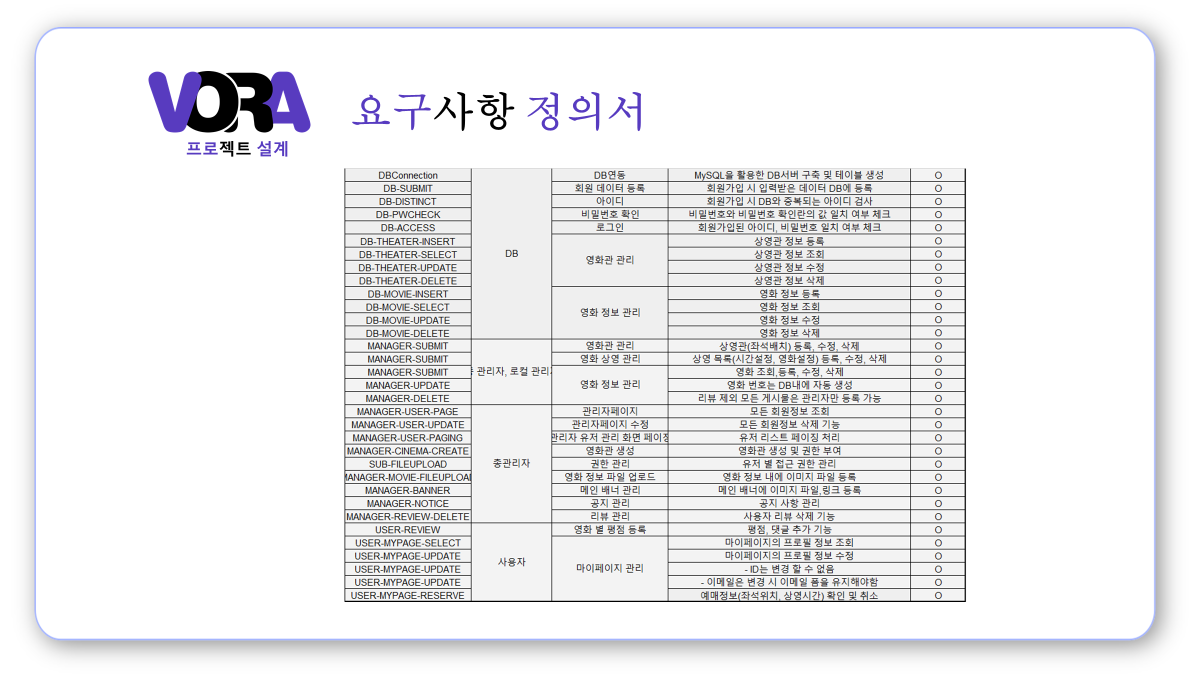 VORA
프로젝트 설계
요구사항 정의서
DBConnection DB연동 MySQL을 활용한 DB서버 구축 및 테이블 생성 O
DB-SUBMIT 회원 데이터 등록 회원가입 시 입력받은 데이터 DB에 등록 O
DB-DISTINCT 아이디 회원가입 시 DB와 중복되는 아이디 검사 O
DB-PWCHECK 비밀번호 확인 비밀번호와 비밀번호 확인란의 값 일치 여부 체크 O
DB-ACCESS 로그인 회원가입된 아이디, 비밀번호 일치 여부 체크 O
DB-THEATER-INSERT 상영관 정보 등록 O
DB-THEATER-SELECT DB 영화관 관리 상영관 정보 조회 O
DB-THEATER-UPDATE 상영관 정보 수정 O
DB-THEATER-DELETE 상영관 정보 삭제 O
DB-MOVIE-INSERT 영화 정보 등록 O
DB-MOVIE-SELECT 영화 정보 관리 영화 정보 조회 O
DB-MOVIE-UPDATE 영화 정보 수정 O
DB-MOVIE-DELETE 영화 정보 삭제 O
MANAGER-SUBMIT 영화관 관리 상영관(좌석배치) 등록, 수정, 삭제 O
MANAGER-SUBMIT 영화 상영 관리 상영 목록(시간설정, 영화설정) 등록, 수정, 삭제 O
MANAGER-SUBMIT 관리자, 로컬 관리 영화 조회,등록, 수정, 삭제 O
MANAGER-UPDATE 영화 정보 관리 영화 번호는 DB내에 자동 생성 O
MANAGER-DELETE 리뷰 제외 모든 게시물은 관리자만 등록 가능 O
MANAGER-USER-PAGE 관리자페이지 모든 회원정보 조회 O
MANAGER-USER-UPDATE 관리자페이지 수정 모든 회원정보 삭제 기능 O
MANAGER-USER-PAGING 관리자 유저 관리 화면 페이징 유저 리스트 페이징 처리 O
MANAGER-CINEMA-CREATE 영화관 생성 영화관 생성 및 권한 부여 O
SUB-FILEUPLOAD 총관리자 권한 관리 유저 별 접근 권한 관리 O
MANAGER-MOVIE-FILEUPLOAD 영화 정보 파일 업로드 영화 정보 내에 이미지 파일 등록 O
MANAGER-BANNER 메인 배너 관리 메인 배너에 이미지 파일,링크 등록 O
MANAGER-NOTICE 공지 관리 공지 사항 관리 O
MANAGER-REVIEW-DELETE 리뷰 관리 사용자 리뷰 삭제 기능 O
USER-REVIEW 영화 별 평점 등록 평점, 댓글 추가 기능 O
USER-MYPAGE-SELECT 마이페이지의 프로필 정보 조회 O
USER-MYPAGE-UPDATE 사용자 마이페이지 관리 마이페이지의 프로필 정보 수정 O
USER-MYPAGE-UPDATE - ID는 변경 할 수 없음 O
USER-MYPAGE-UPDATE - 이메일은 변경 시 이메일 폼을 유지해야함 O
USER-MYPAGE-RESERVE 예매정보(좌석위치, 상영시간) 확인 및 취소 O